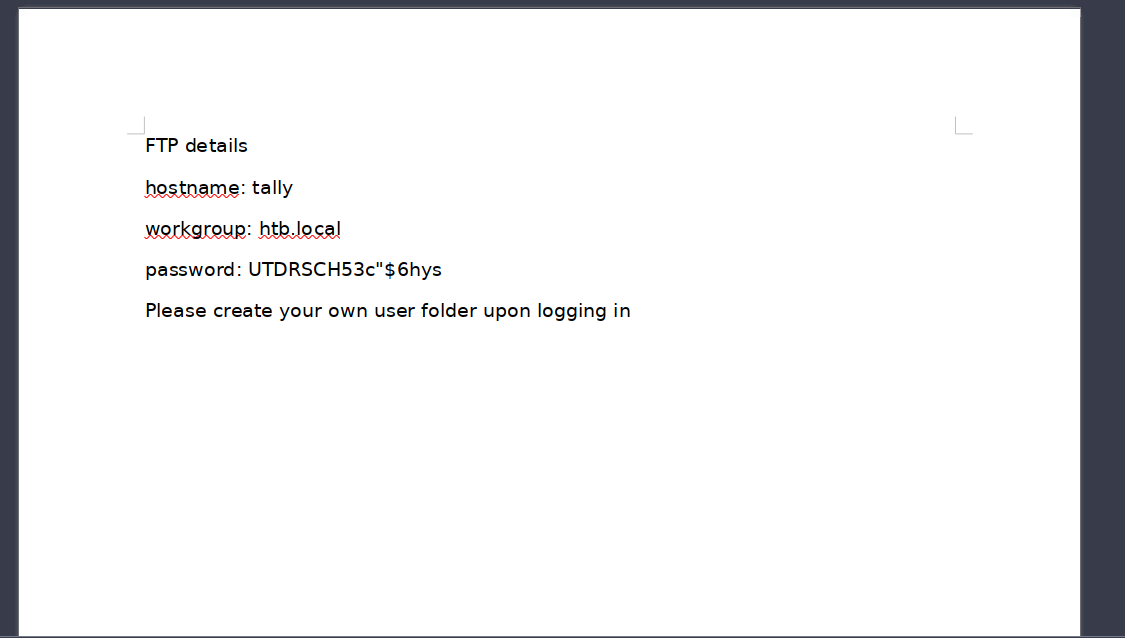 FTP details
hostname: tally
workgroup: htb.local
password: UTDRSCH53c"$6hys
Please create your own user folder upon logging in